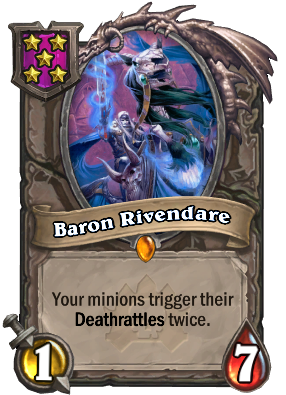 Baron Rivendare
Your minions trigger their
Deathrattles twice.
1
7